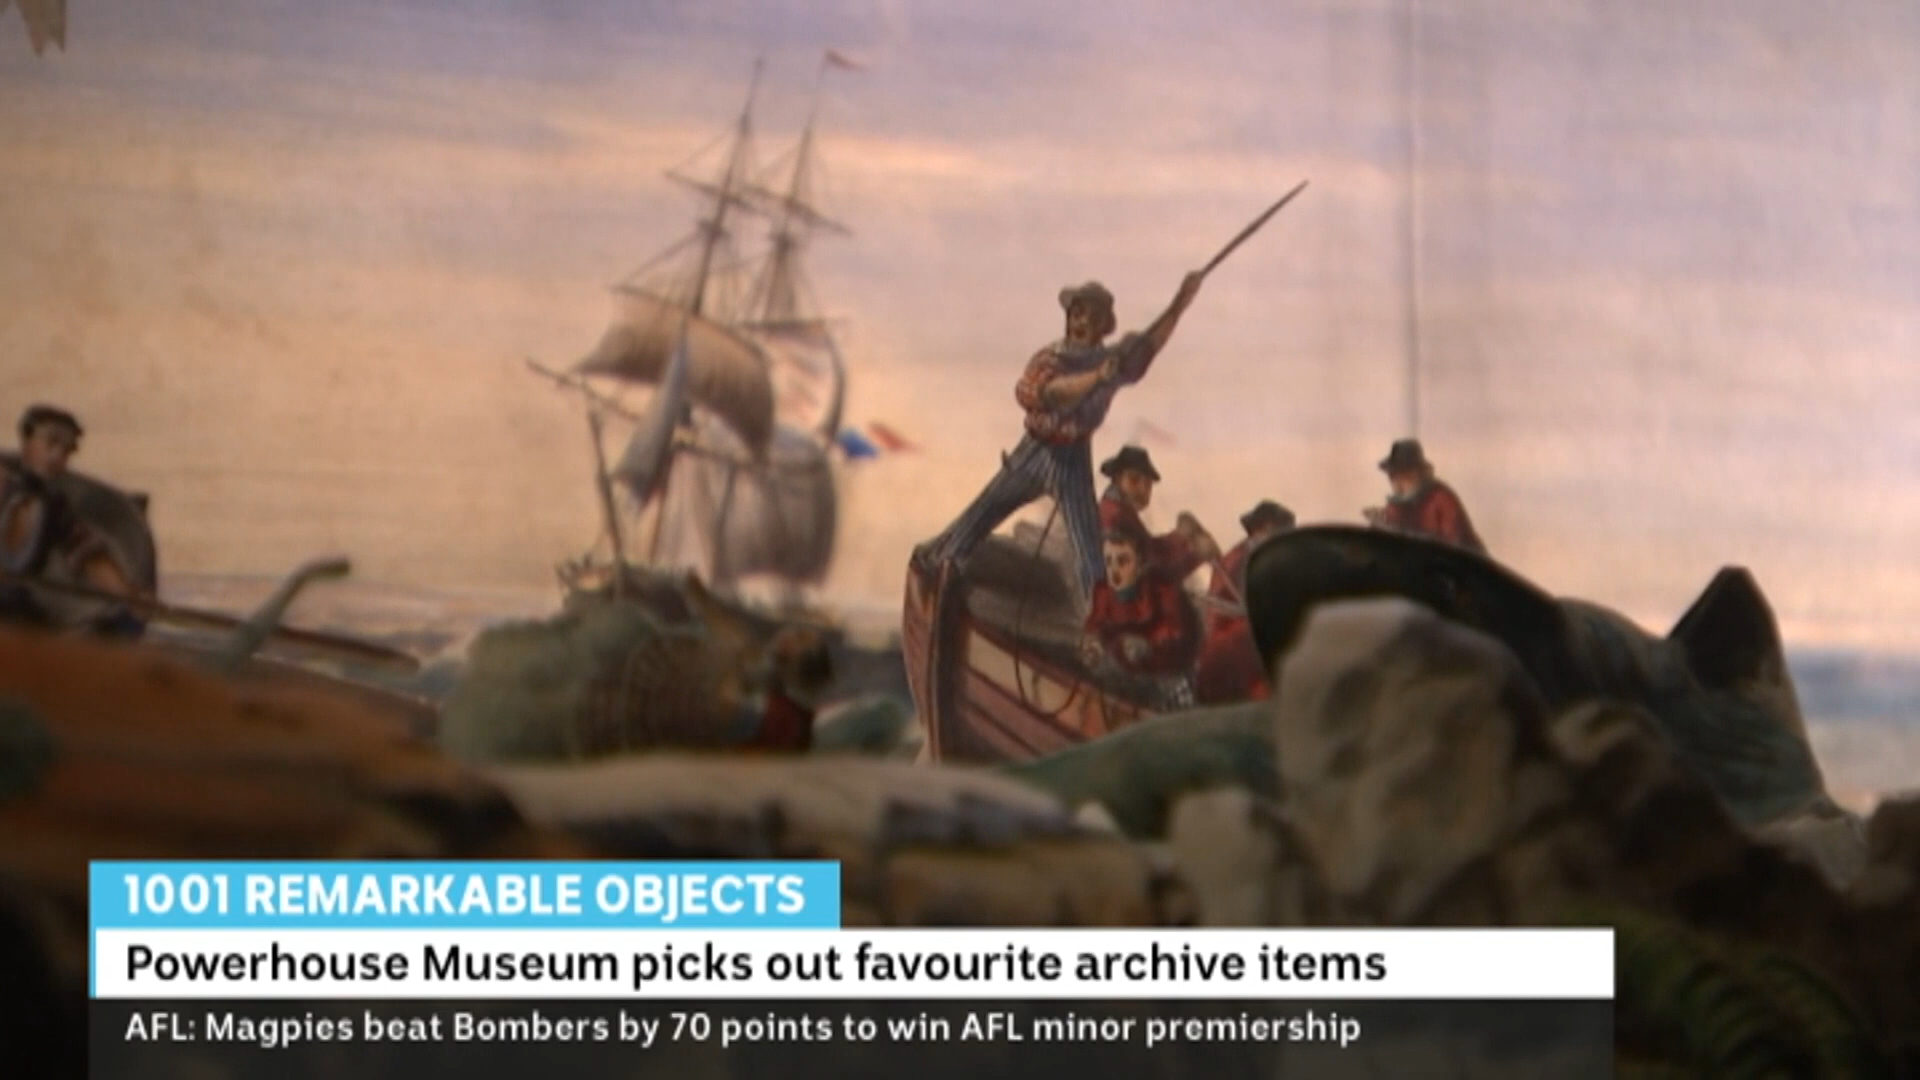 1001 REMARKABLE OBJECTS
Powerhouse Museum picks out favourite archive items
AFL: Magpies beat Bombers by 70 points to win AFL minor premiership